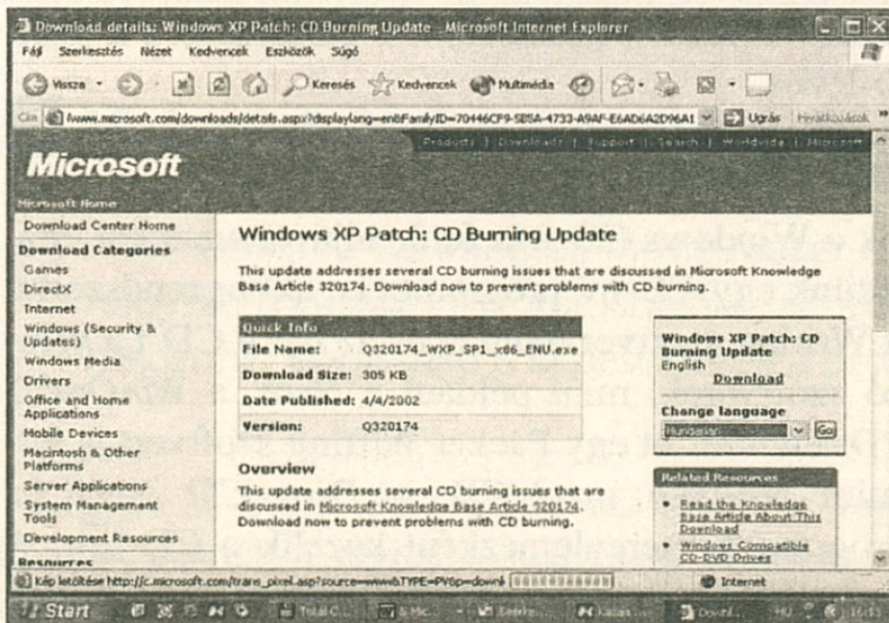 Download details: Windows XP Patch: CD Burning Update - Microsoft Internet Explorer
Fájl Szerkesztés Nézet Kedvencek Eszközök Súgó
Vissza Keresés Kedvencek Multimédia
Cím /www.microsoft.com/downloads/details.aspx?displaylang=en&FamilyID=70446CF9-5B5A-4733-A9AF-E6AD6A2D96A1 Ugrás Hivatkozások
Products | Downloads | Support | Search | Worldwide | Microsoft
Microsoft
Microsoft Home
Download Center Home
Download Categories
Games
DirectX
Internet
Windows (Security & Updates)
Windows Media
Drivers
Office and Home Applications
Mobile Devices
Macintosh & Other Platforms
Server Applications
System Management Tools
Development Resources
Resources
Windows XP Patch: CD Burning Update
This update addresses several CD burning issues that are discussed in Microsoft Knowledge
Base Article 320174. Download now to prevent problems with CD burning.
Quick Info
File Name: Q320174_WXP_SP1_x86_ENU.exe
Download Size: 305 KB
Date Published: 4/4/2002
Version: Q320174
Overview
This update addresses several CD burning issues that are
discussed in Microsoft Knowledge Base Article 320174.
Download now to prevent problems with CD burning.
Windows XP Patch: CD
Burning Update
English
Download
Change language
Hungarian Go
Related Resources
Read the Knowledge
Base Article About This
Download
Windows Compatible
CD-DVD Drives
Kép letöltése http://c.microsoft.com/trans_pixel.asp?source=www&TYPE=PV&p=downl Internet
Start Total C... Kazaa... Downl... HU 16:13